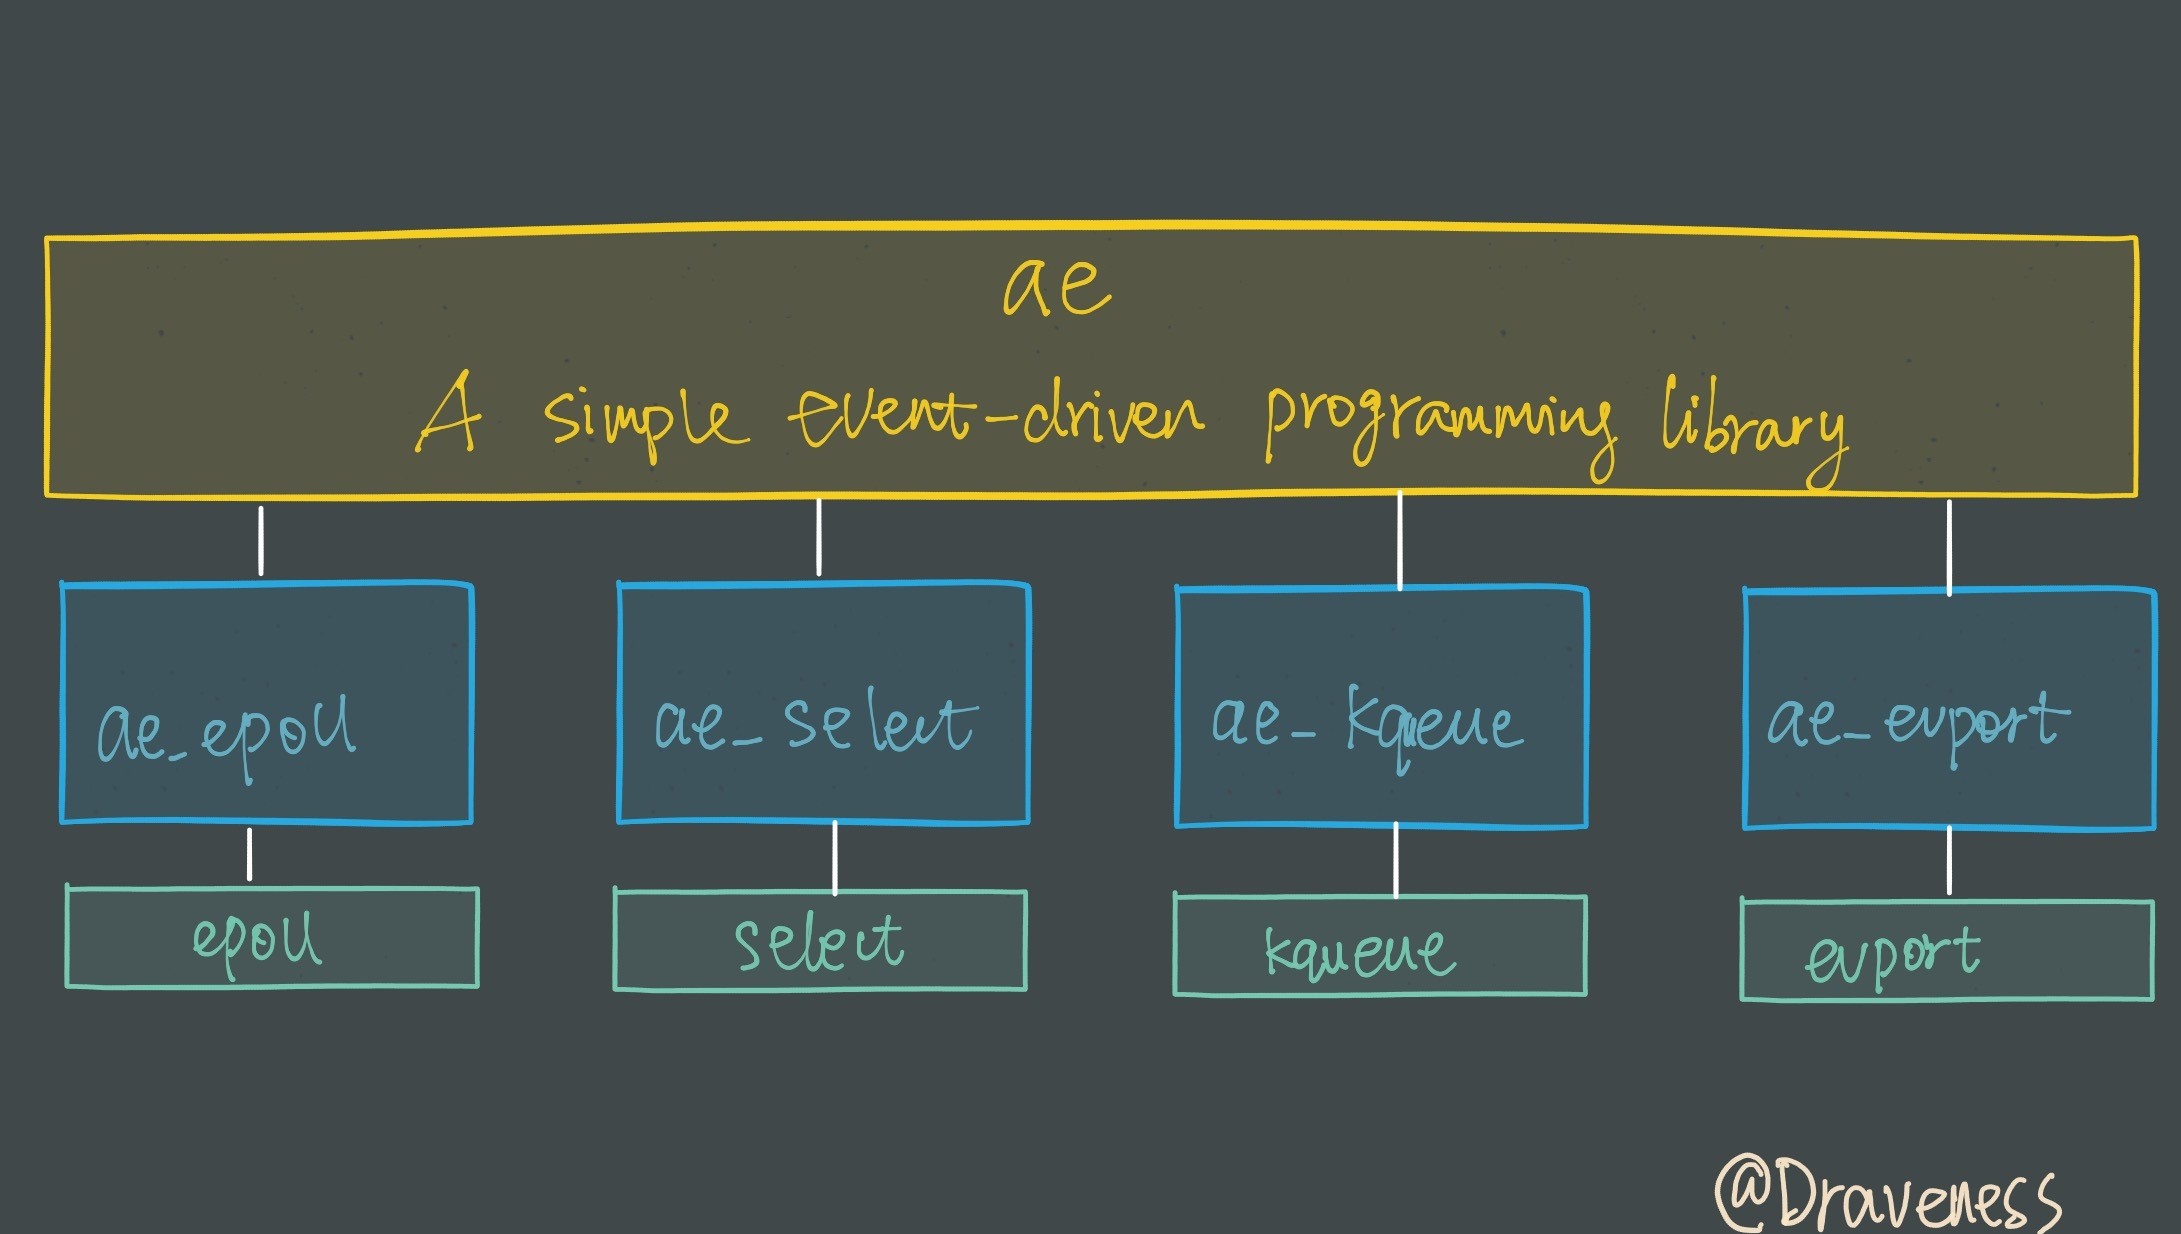 ae
A simple event-driven programming library
ae_epoll
ae_select
ae_kqueue
ae_evport
epoll
select
kqueue
evport
@Draveness